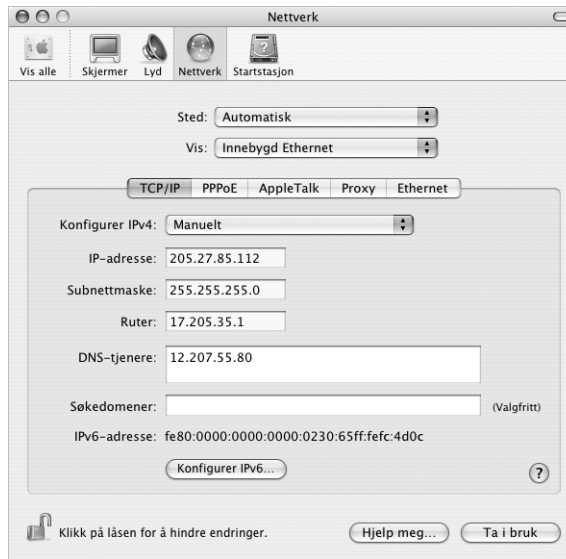 Nettverk
Vis alle Skjermer Lyd Nettverk Startstasjon
Sted: Automatisk
Vis: Innebygd Ethernet
TCP/IP PPPoE AppleTalk Proxy Ethernet
Konfigurer IPv4: Manuelt
IP-adresse: 205.27.85.112
Subnettmaske: 255.255.255.0
Ruter: 17.205.35.1
DNS-tjenere: 12.207.55.80
Søkedomener: (Valgfritt)
IPv6-adresse: fe80:0000:0000:0000:0230:65ff:fefc:4d0c
Konfigurer IPv6... ?
Klikk på låsen for å hindre endringer. Hjelp meg... Ta i bruk